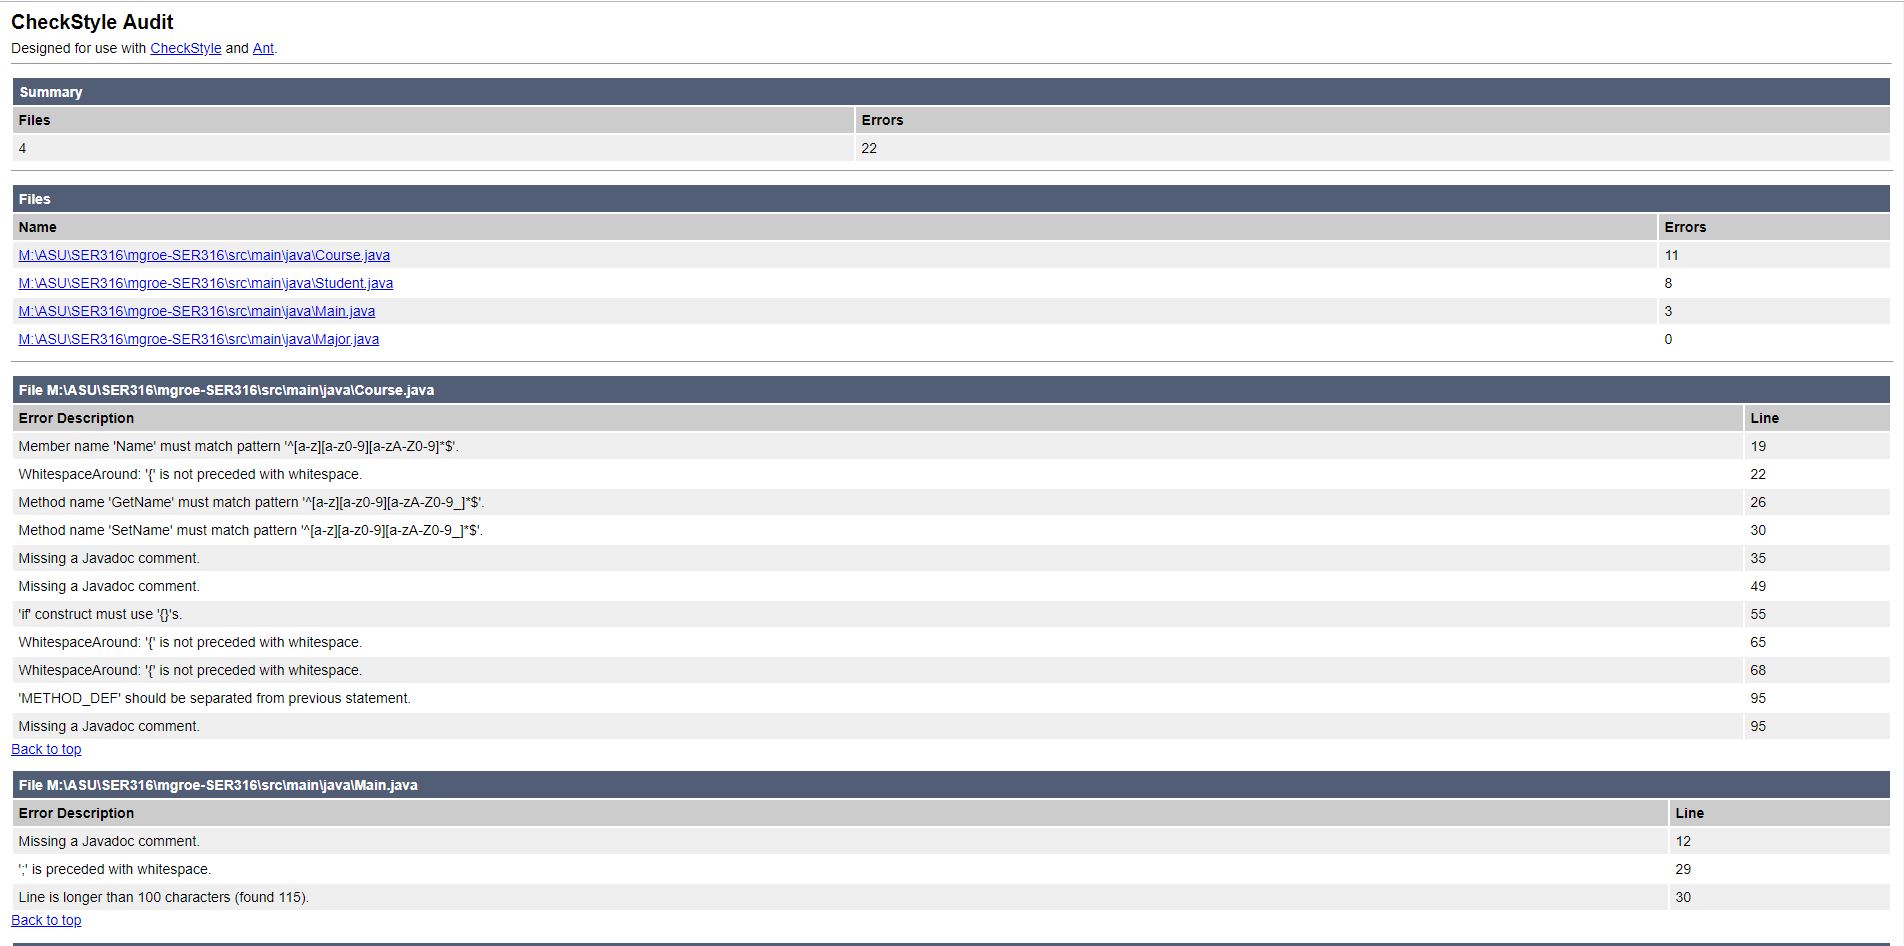 CheckStyle Audit
Designed for use with CheckStyle and Ant.
Summary
Files Errors
4 22
Files
Name Errors
M:\ASU\SER316\mgroe-SER316\src\main\java\Course.java 11
M:\ASU\SER316\mgroe-SER316\src\main\java\Student.java 8
M:\ASU\SER316\mgroe-SER316\src\main\java\Main.java 3
M:\ASU\SER316\mgroe-SER316\src\main\java\Major.java 0
File M:\ASU\SER316\mgroe-SER316\src\main\java\Course.java
Error Description Line
Member name 'Name' must match pattern '^[a-z][a-z0-9][a-zA-Z0-9]*$'. 19
WhitespaceAround: '{' is not preceded with whitespace. 22
Method name 'GetName' must match pattern '^[a-z][a-z0-9][a-zA-Z0-9_]*$'. 26
Method name 'SetName' must match pattern '^[a-z][a-z0-9][a-zA-Z0-9_]*$'. 30
Missing a Javadoc comment. 35
Missing a Javadoc comment. 49
'if' construct must use '{}'s. 55
WhitespaceAround: '{' is not preceded with whitespace. 65
WhitespaceAround: '{' is not preceded with whitespace. 68
'METHOD_DEF' should be separated from previous statement. 95
Missing a Javadoc comment. 95
Back to top
File M:\ASU\SER316\mgroe-SER316\src\main\java\Main.java
Error Description Line
Missing a Javadoc comment. 12
';' is preceded with whitespace. 29
Line is longer than 100 characters (found 115). 30
Back to top